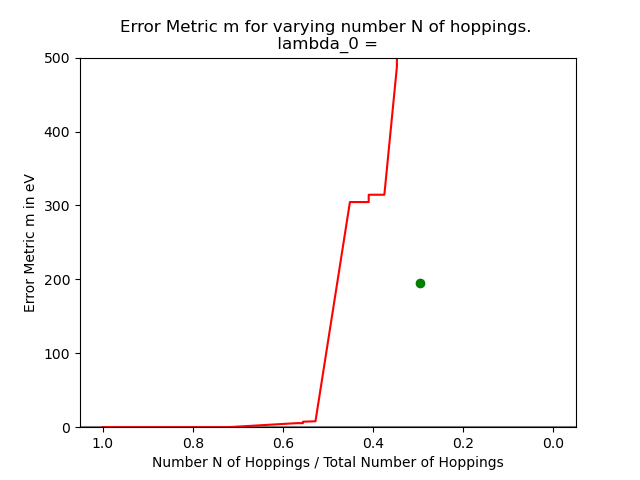 Error Metric m for varying number N of hoppings.
lambda_0 =
500
400
300
200
100
0
Error Metric m in eV
1.0 0.8 0.6 0.4 0.2 0.0
Number N of Hoppings / Total Number of Hoppings